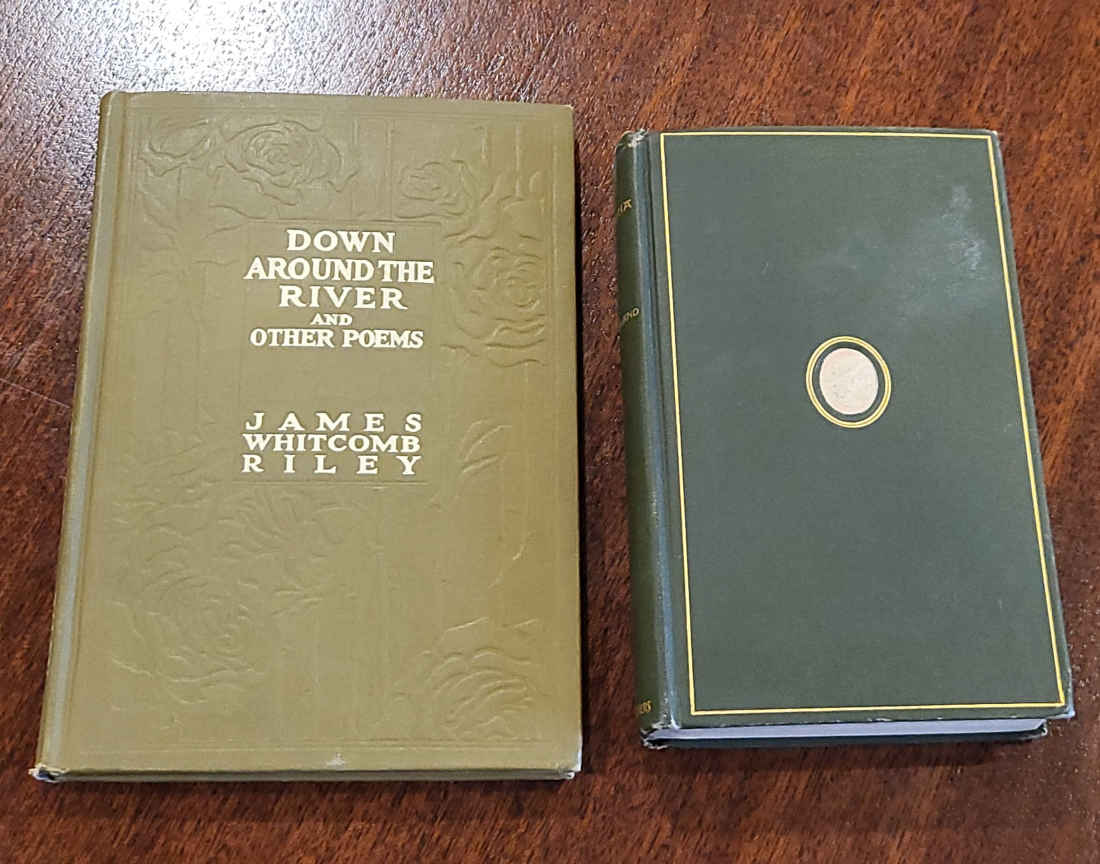 DOWN
AROUND THE
RIVER
AND
OTHER POEMS
JAMES
WHITCOMB
RILEY